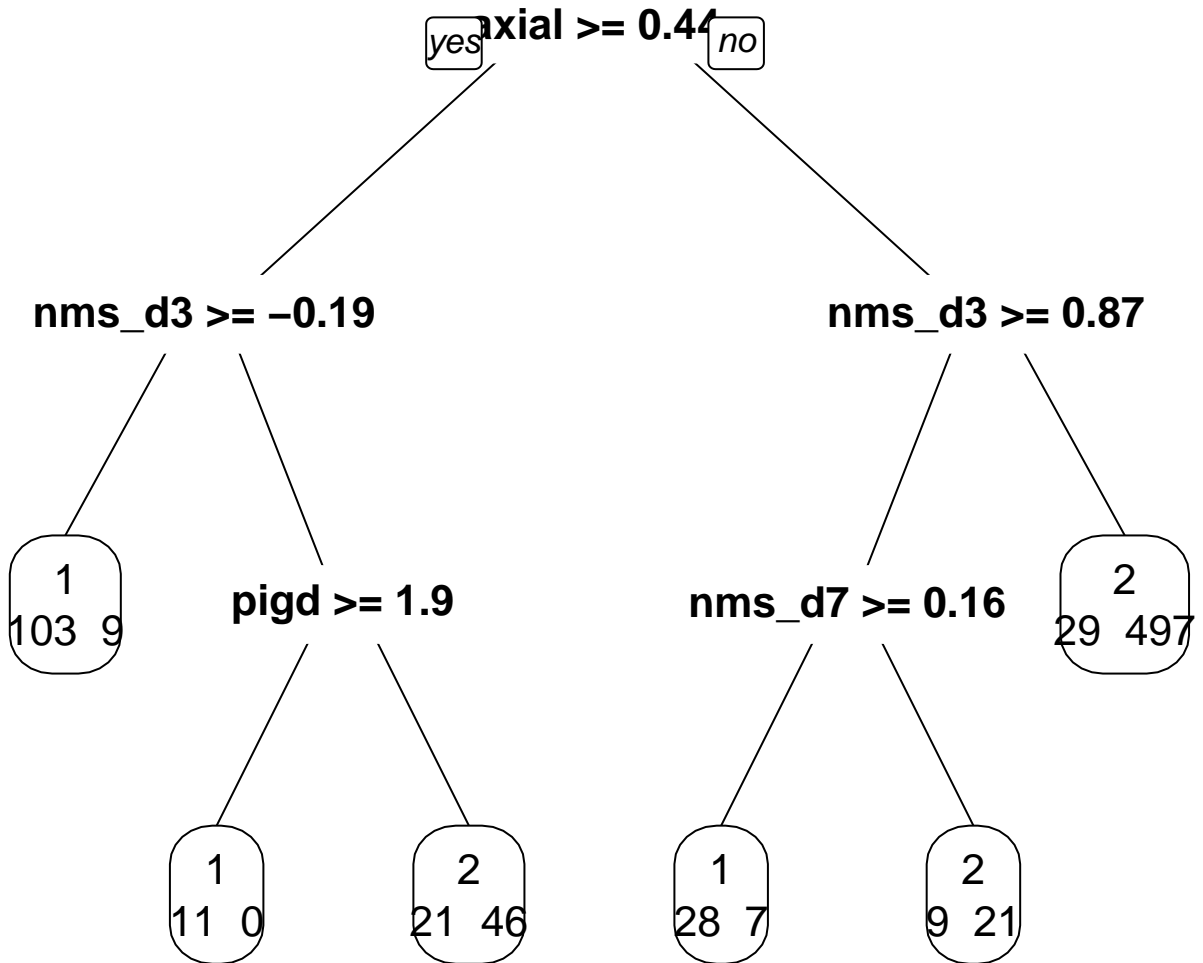 yes axial >= 0.44 no
nms_d3 >= −0.19
nms_d3 >= 0.87
1
103 9
pigd >= 1.9
nms_d7 >= 0.16
2
29 497
1
11 0
2
21 46
1
28 7
2
9 21